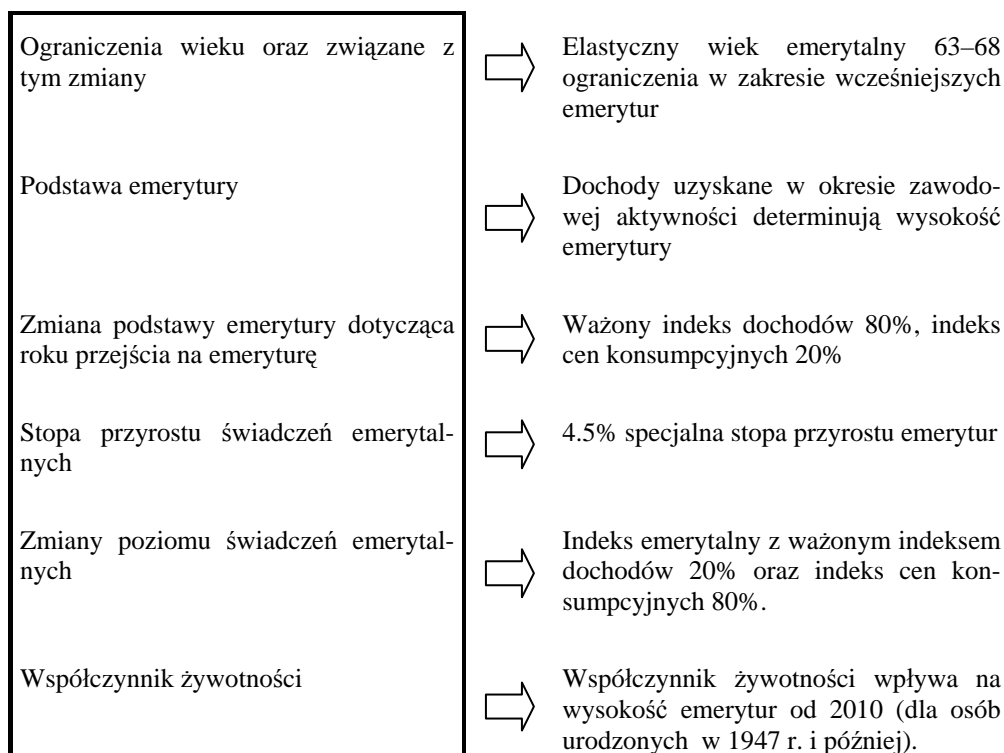 Ograniczenia wieku oraz związane z
tym zmiany
Elastyczny wiek emerytalny 63–68
ograniczenia w zakresie wcześniejszych
emerytur
Podstawa emerytury
Dochody uzyskane w okresie zawodo-
wej aktywności determinują wysokość
emerytury
Zmiana podstawy emerytury dotycząca
roku przejścia na emeryturę
Ważony indeks dochodów 80%, indeks
cen konsumpcyjnych 20%
Stopa przyrostu świadczeń emerytal-
nych
4.5% specjalna stopa przyrostu emerytur
Zmiany poziomu świadczeń emerytal-
nych
Indeks emerytalny z ważonym indeksem
dochodów 20% oraz indeks cen kon-
sumpcyjnych 80%.
Współczynnik żywotności
Współczynnik żywotności wpływa na
wysokość emerytur od 2010 (dla osób
urodzonych w 1947 r. i później).